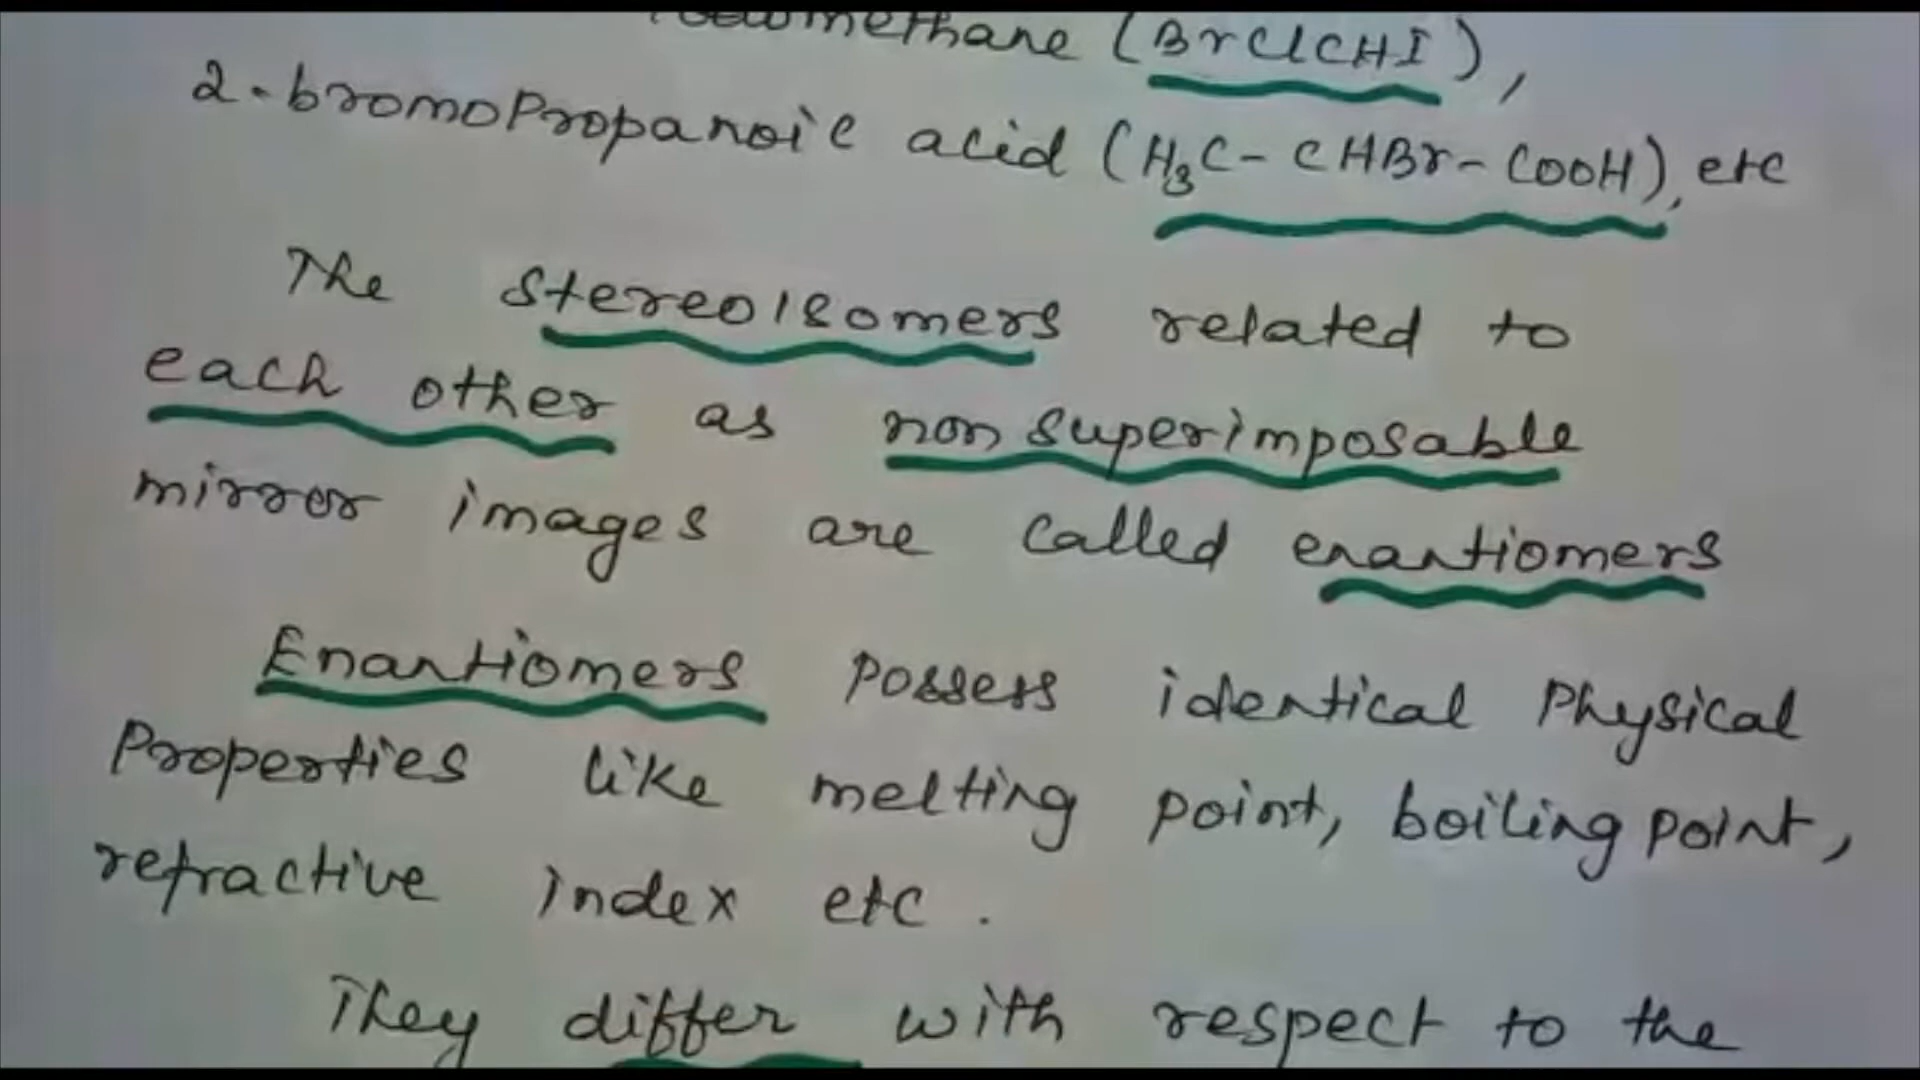 (BrClCHI),
2-bromopropanoic acid (H₃C-CHBr-COOH), etc
The stereoisomers related to
each other as non superimposable
mirror images are called enantiomers
Enantiomers possess identical Physical
Properties like melting point, boiling point,
refractive index etc.
They differ with respect to the